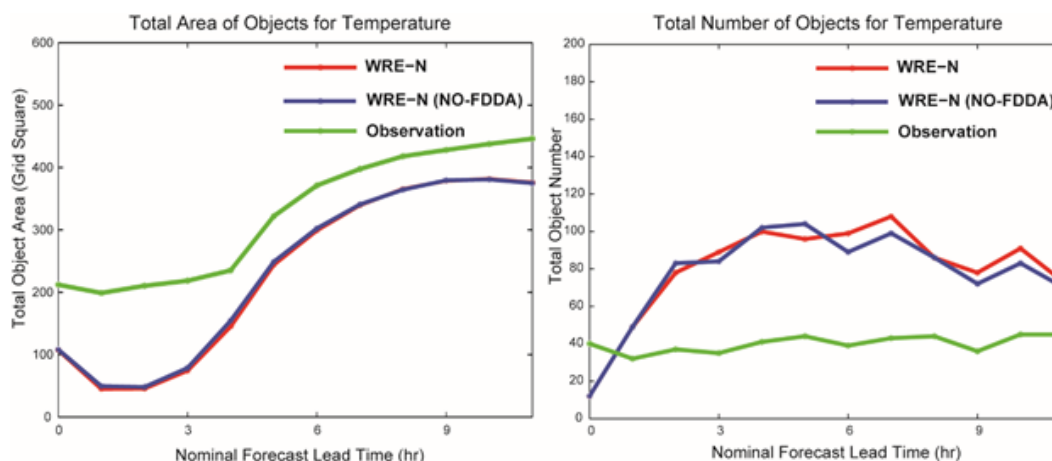 Total Area of Objects for Temperature
600
500
400
300
200
100
0
Total Object Area (Grid Square)
WRE-N
WRE-N (NO-FDDA)
Observation
0 3 6 9
Nominal Forecast Lead Time (hr)
Total Number of Objects for Temperature
200
180
160
140
120
100
80
60
40
20
0
Total Object Number
WRE-N
WRE-N (NO-FDDA)
Observation
0 3 6 9
Nominal Forecast Lead Time (hr)